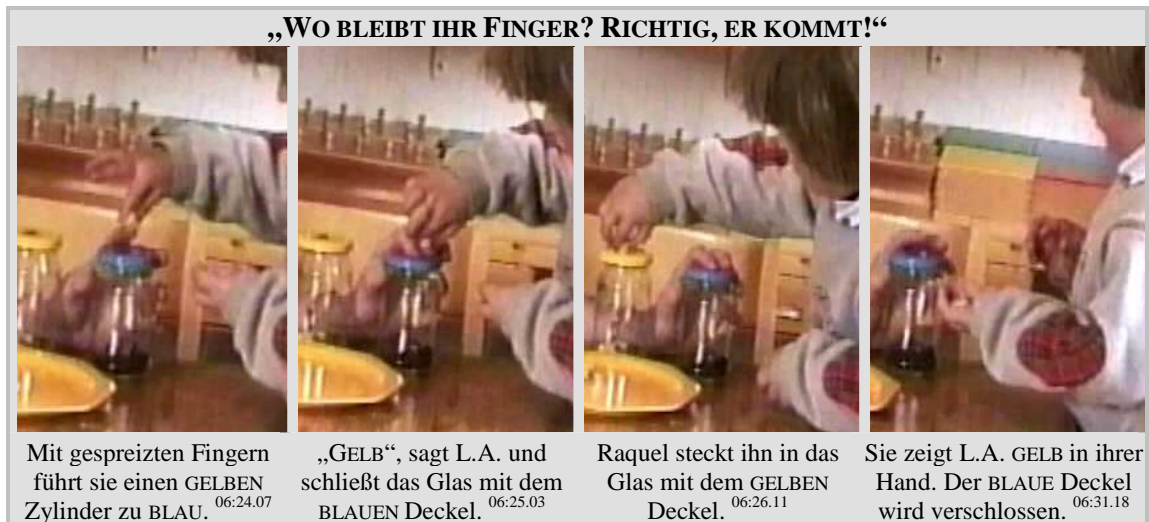 „WO BLEIBT IHR FINGER? RICHTIG, ER KOMMT!“
Mit gespreizten Fingern
führt sie einen GELBEN
Zylinder zu BLAU. 06:24.07
„GELB“, sagt L.A. und
schließt das Glas mit dem
BLAUEN Deckel. 06:25.03
Raquel steckt ihn in das
Glas mit dem GELBEN
Deckel. 06:26.11
Sie zeigt L.A. GELB in ihrer
Hand. Der BLAUE Deckel
wird verschlossen. 06:31.18